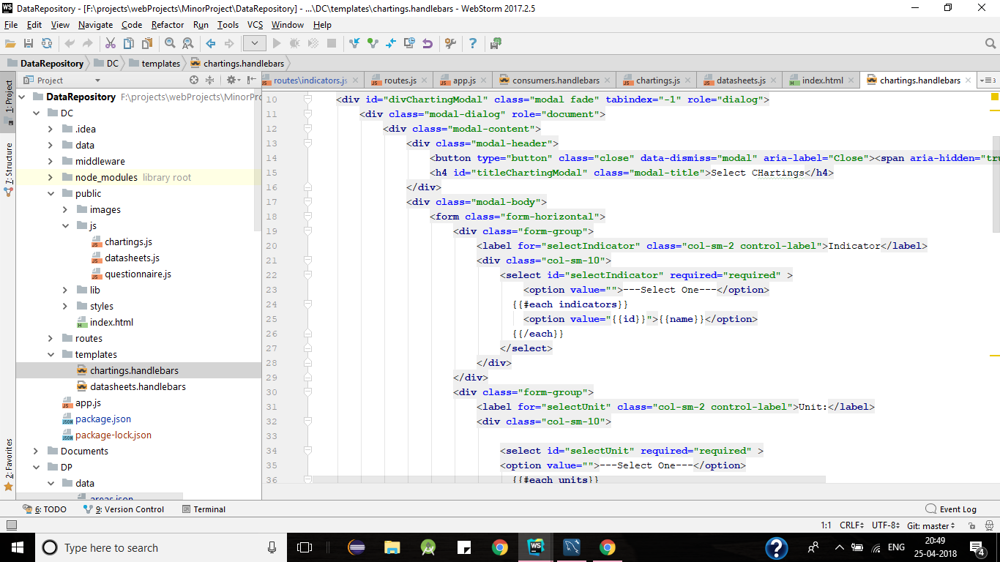 DataRepository - [F:\projects\webProjects\MinorProject\DataRepository] - ...\DC\templates\chartings.handlebars - WebStorm 2017.2.5
File Edit View Navigate Code Refactor Run Tools VCS Window Help
DataRepository DC templates chartings.handlebars
Project
routes\indicators.js routes.js app.js consumers.handlebars chartings.js datasheets.js index.html chartings.handlebars 3
1: Project
7: Structure
2: Favorites
DataRepository F:\projects\webProjects\MinorPro
DC
.idea
data
middleware
node_modules library root
public
images
js
chartings.js
datasheets.js
questionnaire.js
lib
styles
index.html
routes
templates
chartings.handlebars
datasheets.handlebars
app.js
package.json
package-lock.json
Documents
DP
data
areas.json
10 <div id="divChartingModal" class="modal fade" tabindex="-1" role="dialog">
11 <div class="modal-dialog" role="document">
12 <div class="modal-content">
13 <div class="modal-header">
14 <button type="button" class="close" data-dismiss="modal" aria-label="Close"><span aria-hidden="tru
15 <h4 id="titleChartingModal" class="modal-title">Select CHartings</h4>
16 </div>
17 <div class="modal-body">
18 <form class="form-horizontal">
19 <div class="form-group">
20 <label for="selectIndicator" class="col-sm-2 control-label">Indicator</label>
21 <div class="col-sm-10">
22 <select id="selectIndicator" required="required" >
23 <option value="">---Select One---</option>
24 {{#each indicators}}
25 <option value="{{id}}">{{name}}</option>
26 {{/each}}
27 </select>
28 </div>
29 </div>
30 <div class="form-group">
31 <label for="selectUnit" class="col-sm-2 control-label">Unit:</label>
32 <div class="col-sm-10">
33
34 <select id="selectUnit" required="required" >
35 <option value="">---Select One---</option>
36 {{#each units}}
6: TODO 9: Version Control Terminal Event Log
1:1 CRLF UTF-8 Git: master
Type here to search
WS
ENG
20:49
25-04-2018
4